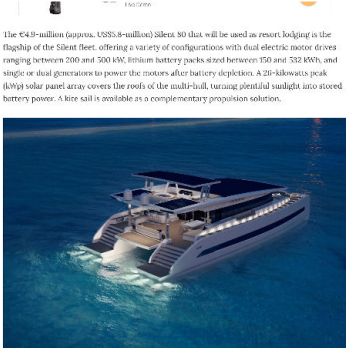 The €4.9-million (approx. US$5.8-million) Silent 80 that will be used as resort lodging is the
flagship of the Silent fleet, offering a variety of configurations with dual electric motor drives
ranging between 200 and 500 kW, lithium battery packs sized between 150 and 532 kWh, and
single or dual generators to power the motors after battery depletion. A 26-kilowatts peak
(kWp) solar panel array covers the roofs of the multi-hull, turning plentiful sunlight into stored
battery power. A kite sail is available as a complementary propulsion solution.